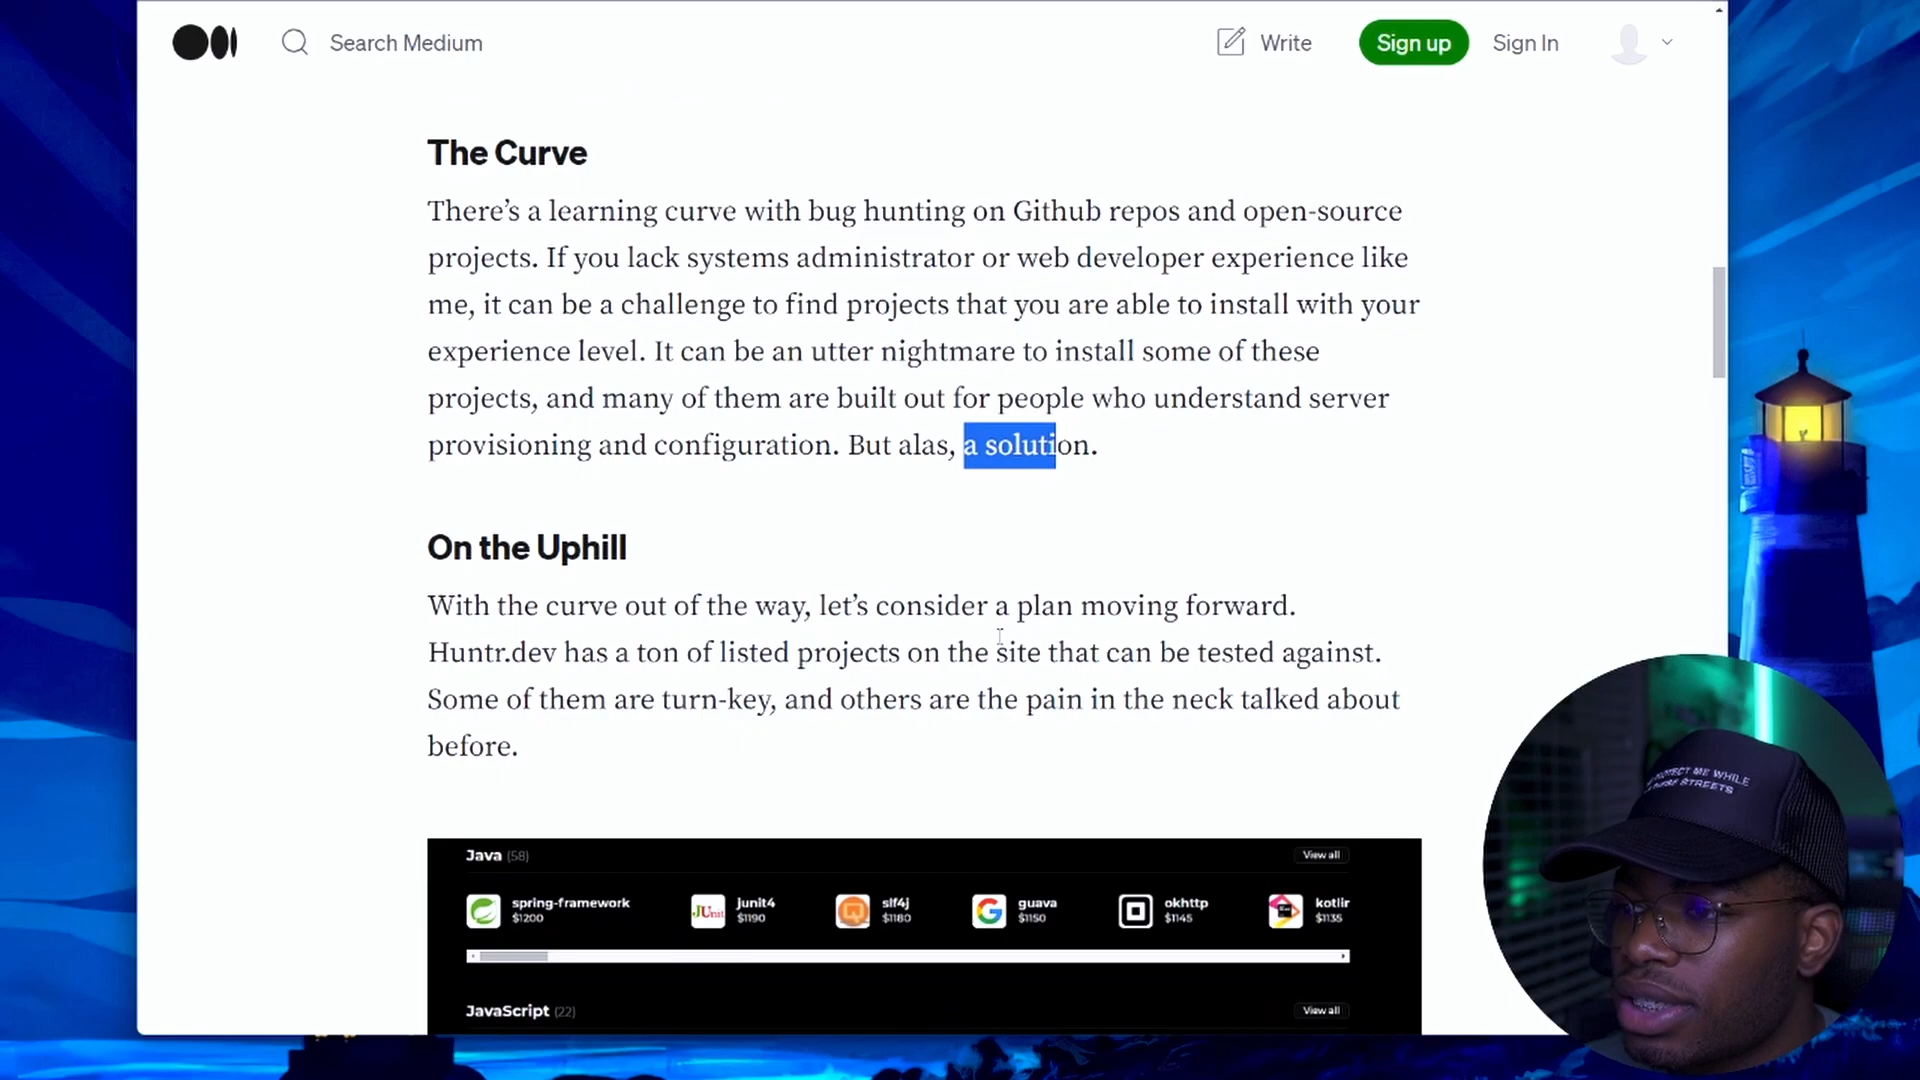 Search Medium
Write
Sign up
Sign In
The Curve
There's a learning curve with bug hunting on Github repos and open-source
projects. If you lack systems administrator or web developer experience like
me, it can be a challenge to find projects that you are able to install with your
experience level. It can be an utter nightmare to install some of these
projects, and many of them are built out for people who understand server
provisioning and configuration. But alas, a solution.
On the Uphill
With the curve out of the way, let's consider a plan moving forward.
Huntr.dev has a ton of listed projects on the site that can be tested against.
Some of them are turn-key, and others are the pain in the neck talked about
before.
Java (58)
View all
spring-framework
$1200
JUnit
junit4
$1190
slf4j
$1180
guava
$1150
okhttp
$1145
kotlir
$1135
JavaScript (22)
View all
PROTECT ME WHILE
STREETS